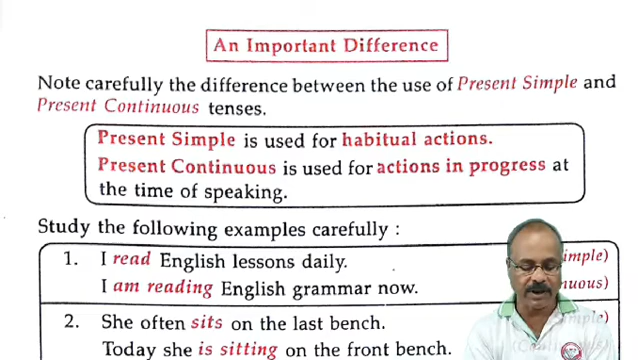 An Important Difference
Note carefully the difference between the use of Present Simple and
Present Continuous tenses.
Present Simple is used for habitual actions.
Present Continuous is used for actions in progress at
the time of speaking.
Study the following examples carefully :
1. I read English lessons daily.
I am reading English grammar now.
2. She often sits on the last bench.
Today she is sitting on the front bench.